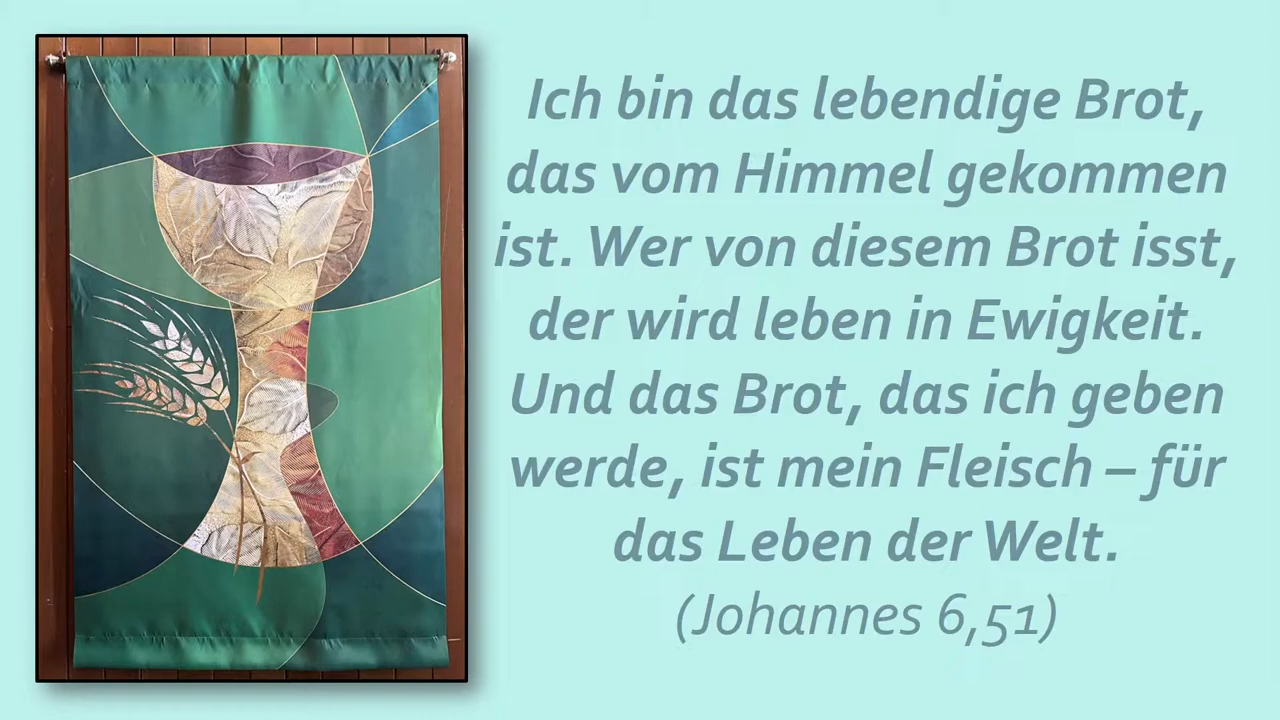 Ich bin das lebendige Brot,
das vom Himmel gekommen
ist. Wer von diesem Brot isst,
der wird leben in Ewigkeit.
Und das Brot, das ich geben
werde, ist mein Fleisch – für
das Leben der Welt.
(Johannes 6,51)